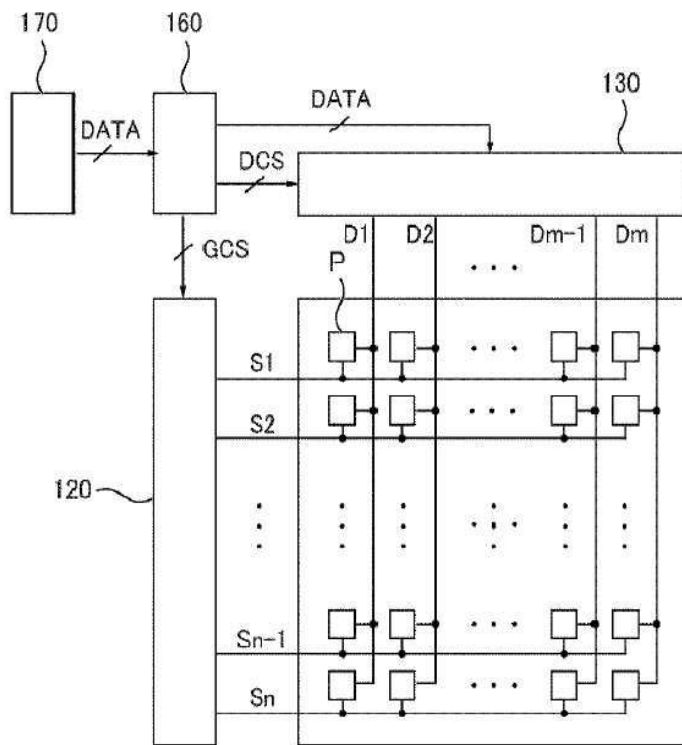 170
160
DATA
130
DATA
DCS
D1
D2
Dm-1
Dm
GCS
P
S1
S2
120
Sn-1
Sn